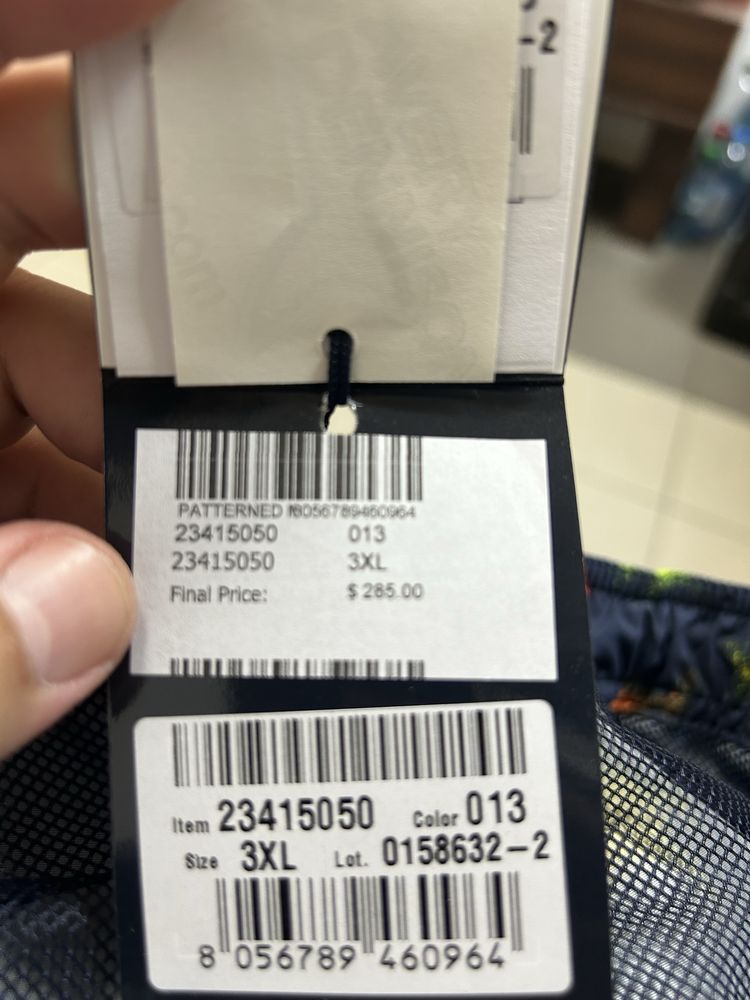 -2
PATTERNED 8056789460964
23415050 013
23415050 3XL
Final Price: $ 285.00
Item 23415050 Color 013
Size 3XL Lot. 0158632-2
8 056789 460964